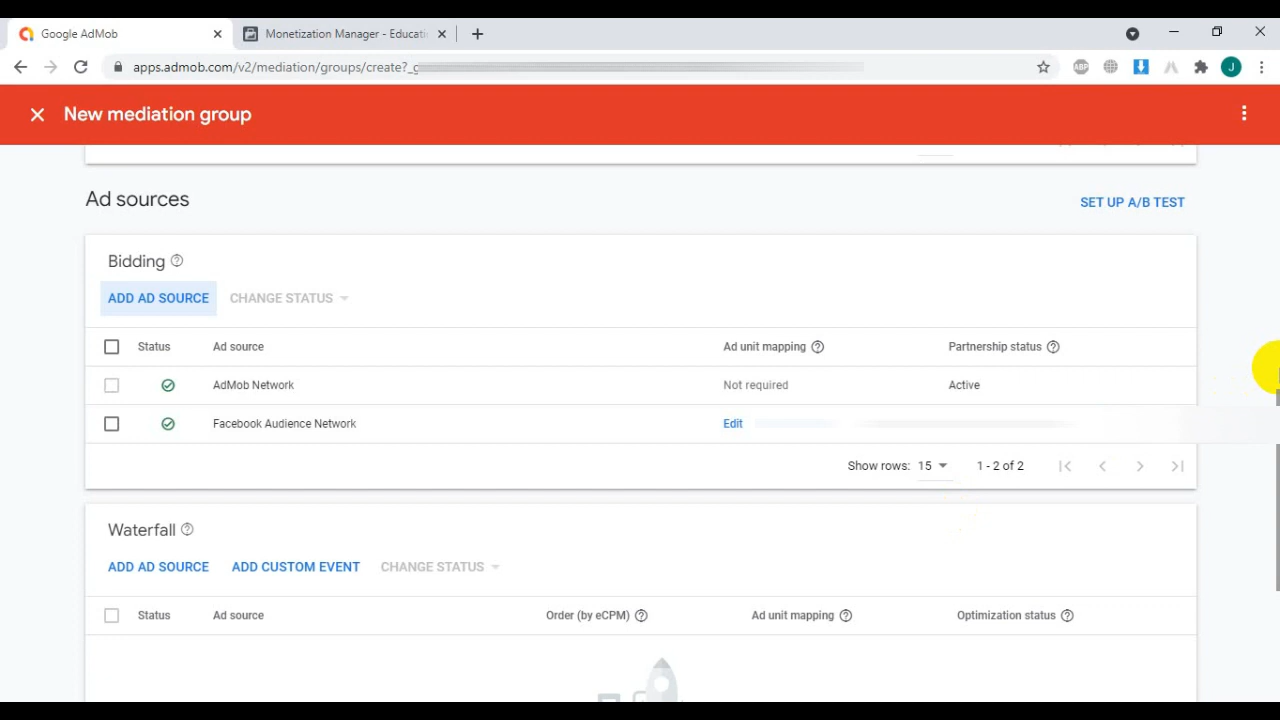 Google AdMob
Monetization Manager - Educati
apps.admob.com/v2/mediation/groups/create?_g
ABP
J
New mediation group
Ad sources
SET UP A/B TEST
Bidding
ADD AD SOURCE CHANGE STATUS
Status Ad source Ad unit mapping Partnership status
AdMob Network Not required Active
Facebook Audience Network Edit
Show rows: 15 1 - 2 of 2
Waterfall
ADD AD SOURCE ADD CUSTOM EVENT CHANGE STATUS
Status Ad source Order (by eCPM) Ad unit mapping Optimization status